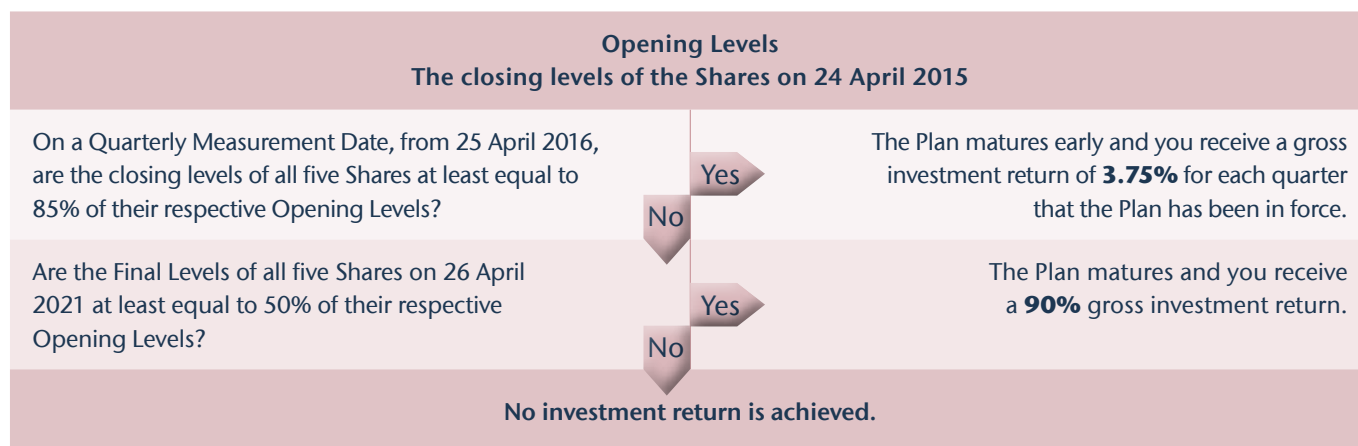 Opening Levels
The closing levels of the Shares on 24 April 2015
On a Quarterly Measurement Date, from 25 April 2016,
are the closing levels of all five Shares at least equal to
85% of their respective Opening Levels?
Yes
No
The Plan matures early and you receive a gross
investment return of 3.75% for each quarter
that the Plan has been in force.
Are the Final Levels of all five Shares on 26 April
2021 at least equal to 50% of their respective
Opening Levels?
Yes
No
The Plan matures and you receive
a 90% gross investment return.
No investment return is achieved.